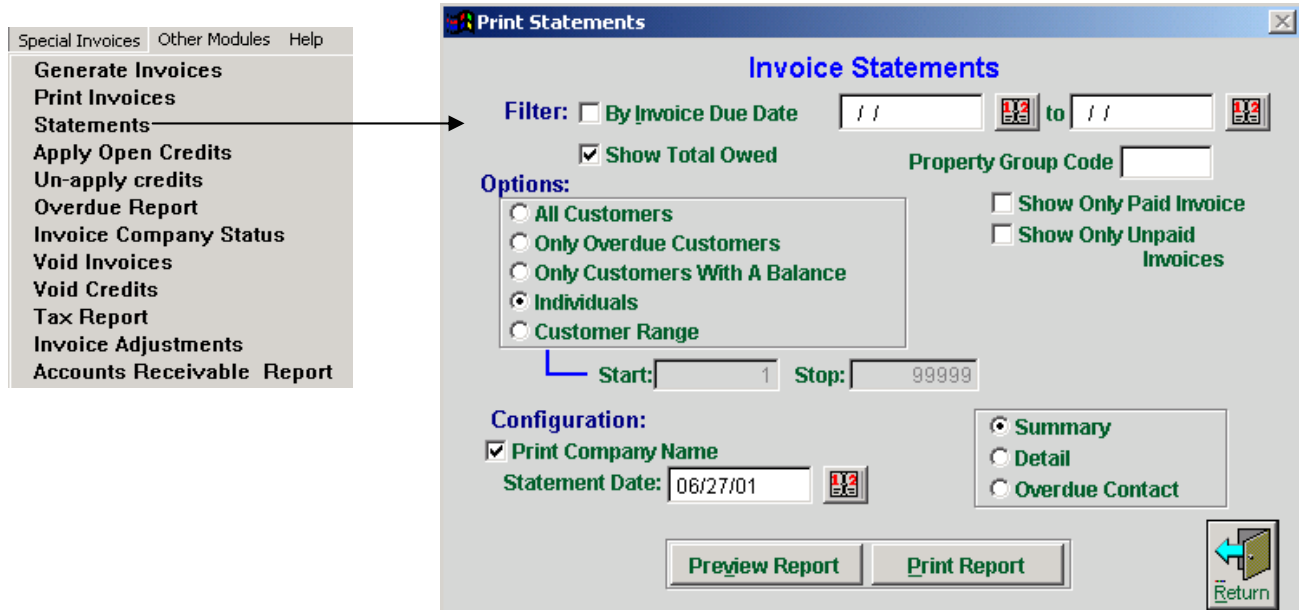 Special Invoices Other Modules Help
Generate Invoices
Print Invoices
Statements
Apply Open Credits
Un-apply credits
Overdue Report
Invoice Company Status
Void Invoices
Void Credits
Tax Report
Invoice Adjustments
Accounts Receivable Report
Print Statements
Invoice Statements
Filter: By Invoice Due Date / / to / /
Show Total Owed
Property Group Code
Options:
All Customers
Only Overdue Customers
Only Customers With A Balance
Individuals
Customer Range
Show Only Paid Invoice
Show Only Unpaid
Invoices
Start: 1 Stop: 99999
Configuration:
Print Company Name
Statement Date: 06/27/01
Summary
Detail
Overdue Contact
Preview Report Print Report
Return